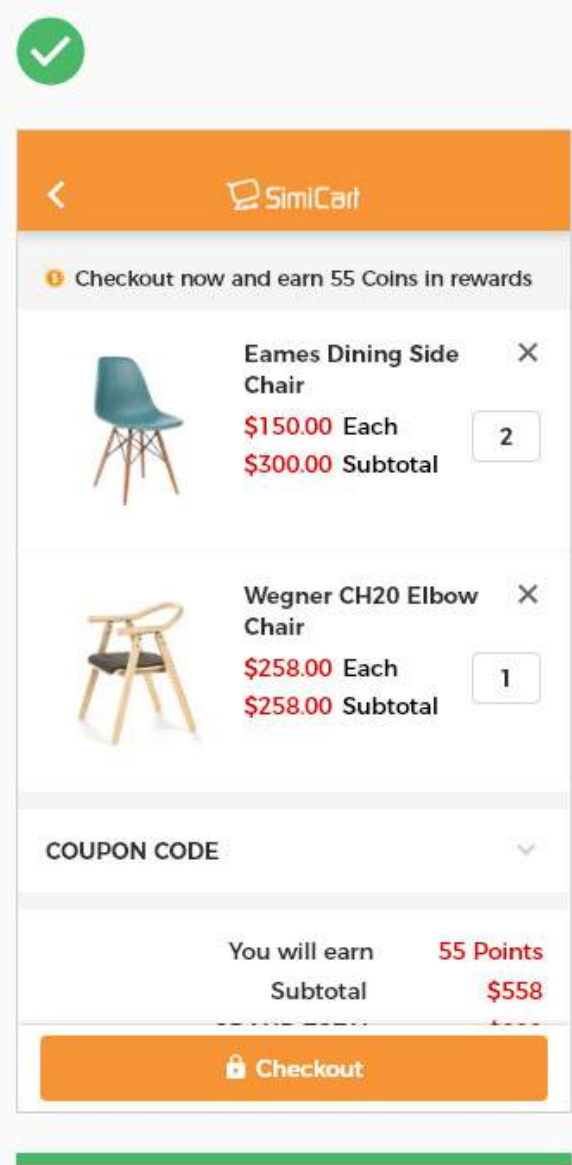 SimiCart
Checkout now and earn 55 Coins in rewards
Eames Dining Side
Chair
$150.00 Each
2
$300.00 Subtotal
Wegner CH20 Elbow
Chair
$258.00 Each
1
$258.00 Subtotal
COUPON CODE
You will earn 55 Points
Subtotal $558
Checkout